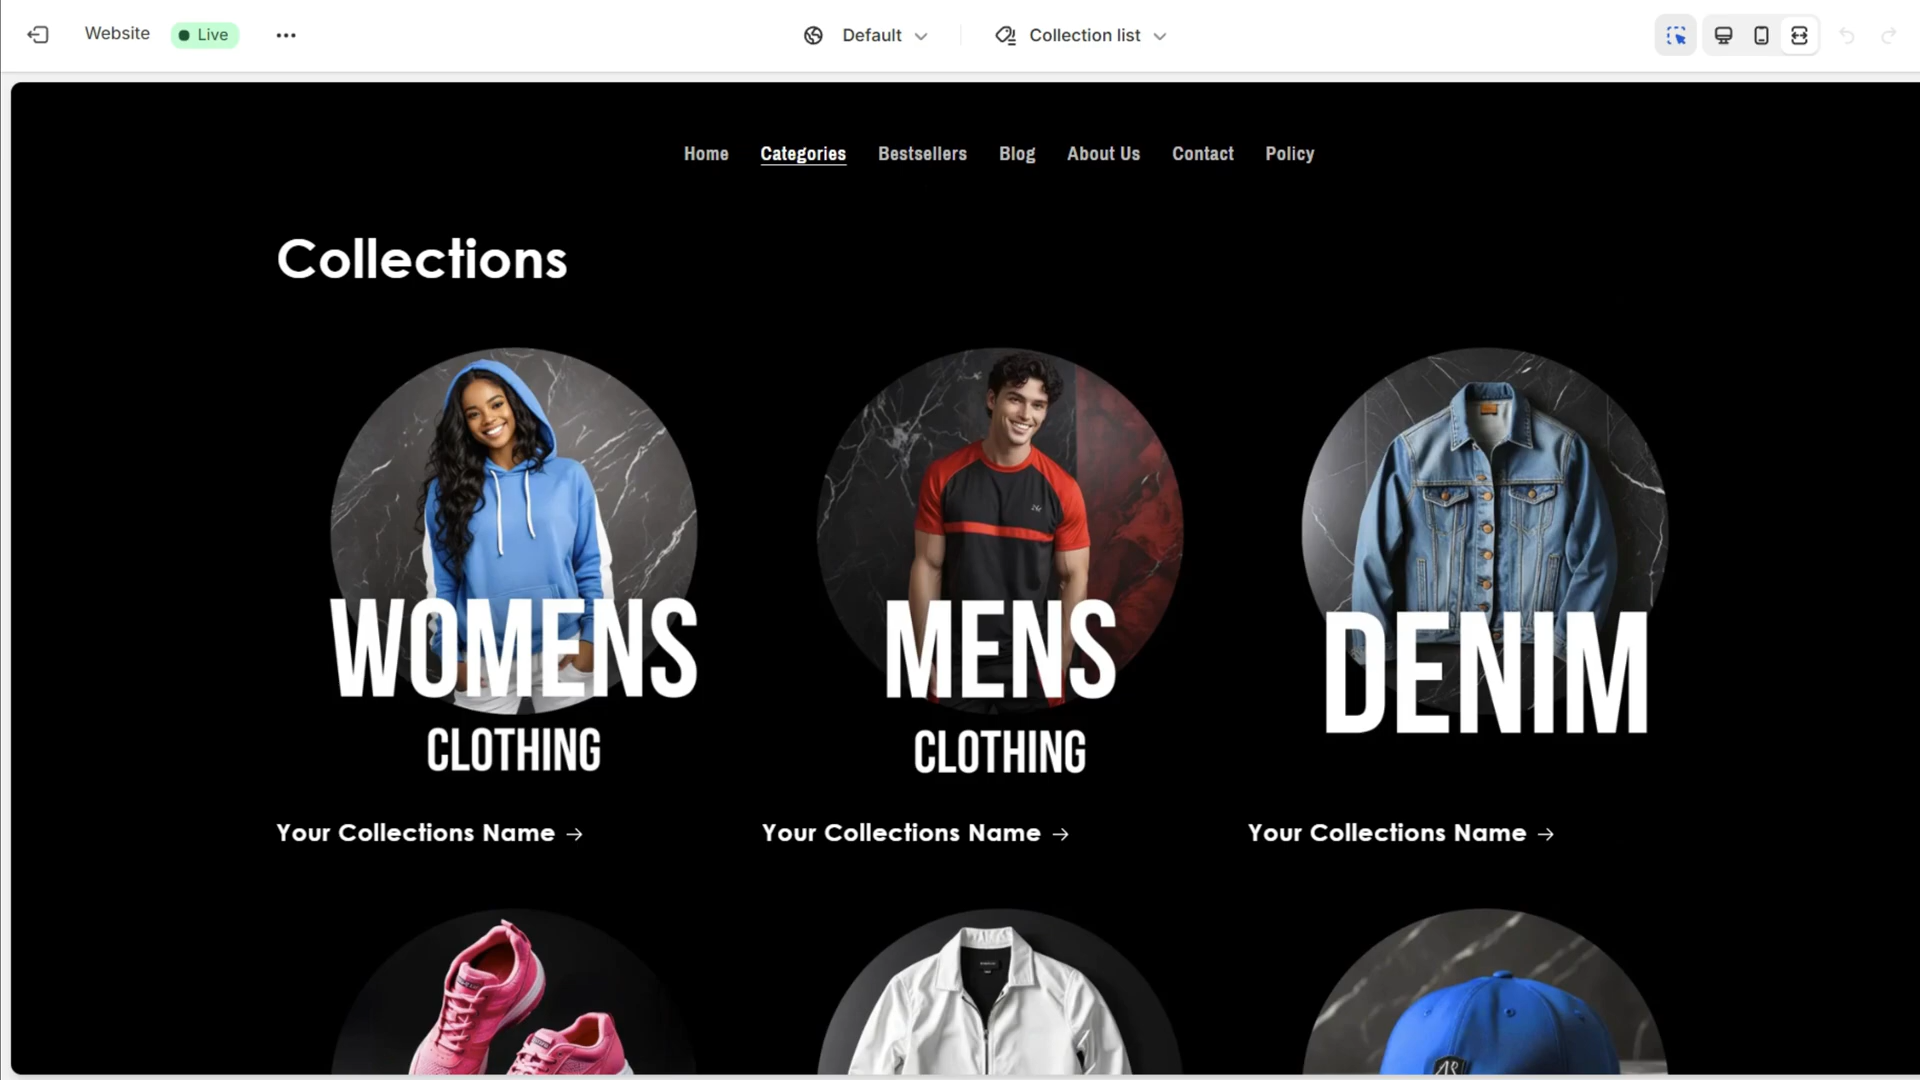 Website Live ••• Default Collection list
Home Categories Bestsellers Blog About Us Contact Policy
Collections
WOMENS
CLOTHING
MENS
CLOTHING
DENIM
Your Collections Name →
Your Collections Name →
Your Collections Name →